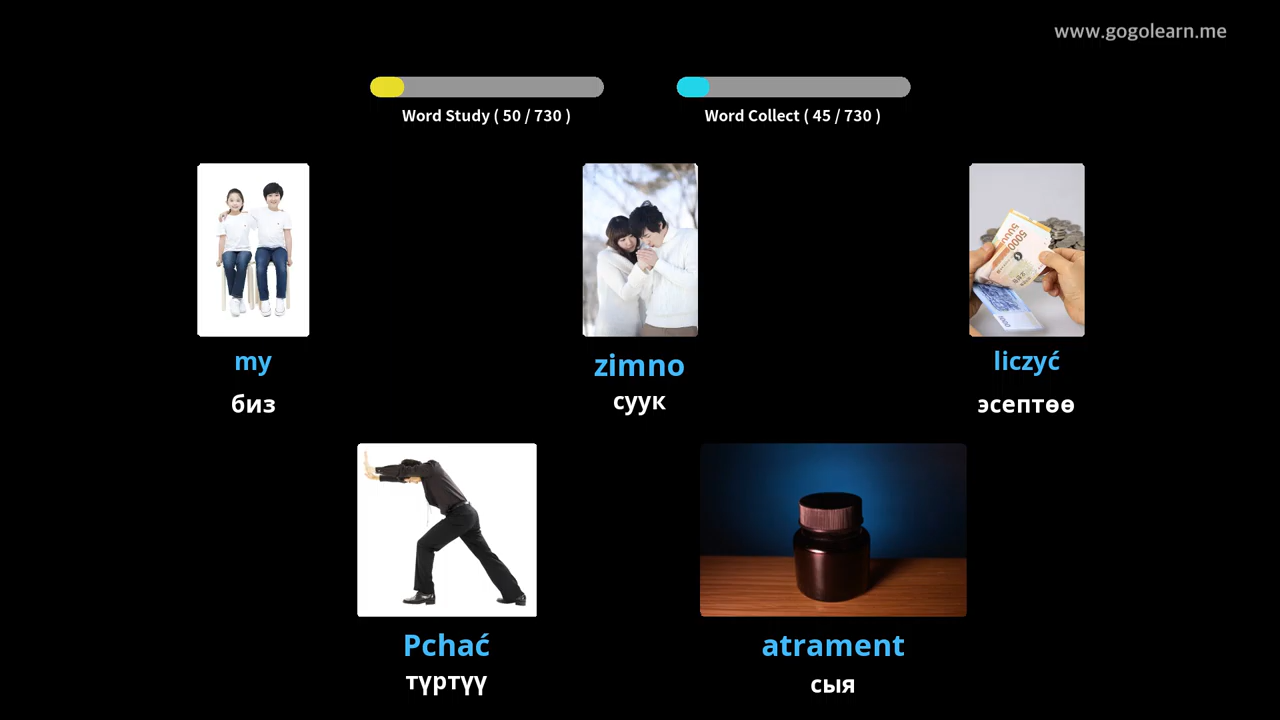 www.gogolearn.me
Word Study ( 50 / 730 )
Word Collect ( 45 / 730 )
my
zimno
liczyć
биз
суук
эсептөө
Pchać
atrament
түртүү
сыя